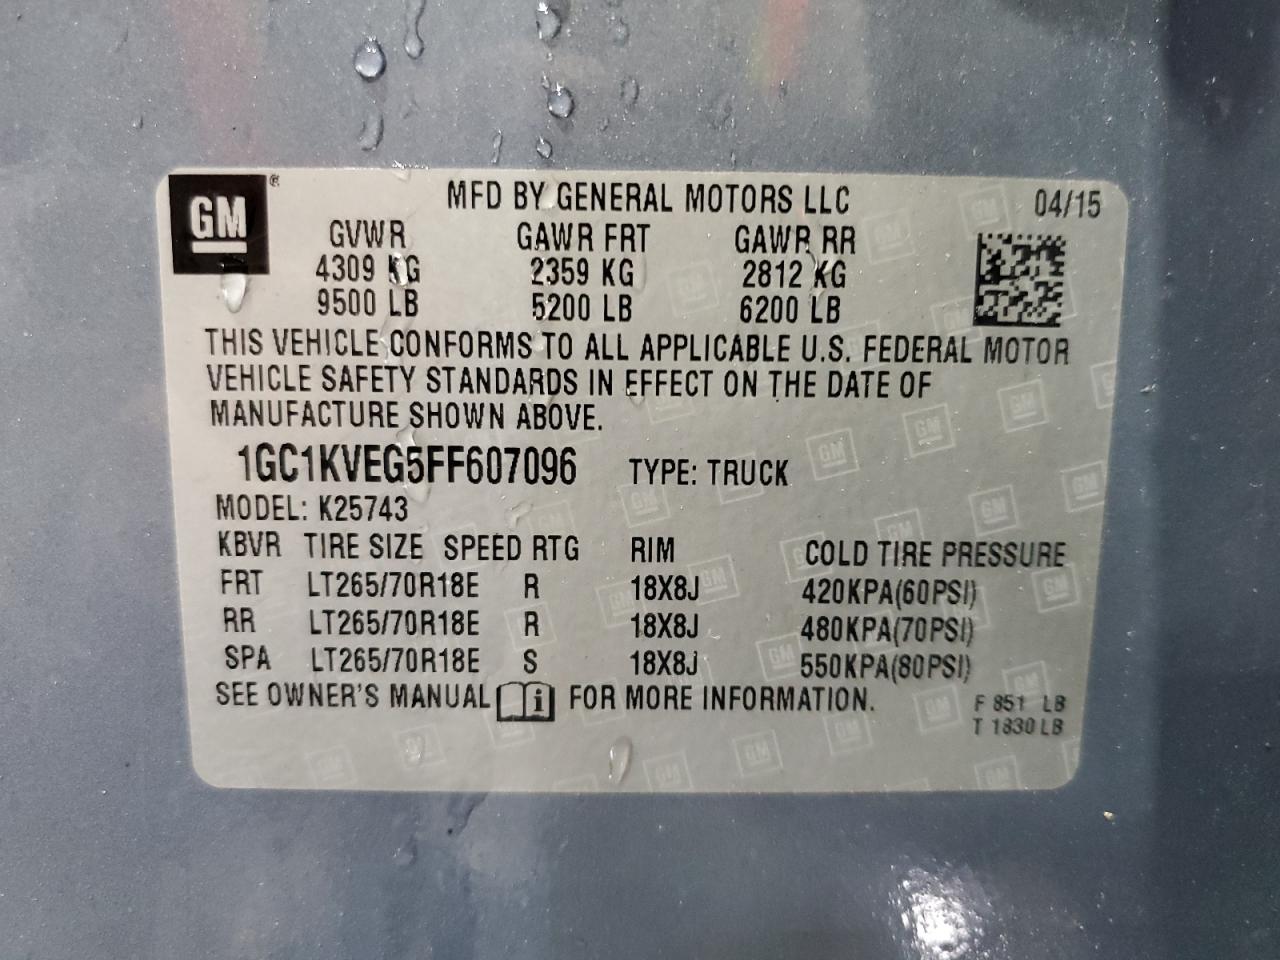 GM ®
MFD BY GENERAL MOTORS LLC 04/15
GVWR GAWR FRT GAWR RR
4309 KG 2359 KG 2812 KG
9500 LB 5200 LB 6200 LB
THIS VEHICLE CONFORMS TO ALL APPLICABLE U.S. FEDERAL MOTOR
VEHICLE SAFETY STANDARDS IN EFFECT ON THE DATE OF
MANUFACTURE SHOWN ABOVE.
1GC1KVEG5FF607096 TYPE: TRUCK
MODEL: K25743
KBVR TIRE SIZE SPEED RTG RIM COLD TIRE PRESSURE
FRT LT265/70R18E R 18X8J 420KPA(60PSI)
RR LT265/70R18E R 18X8J 480KPA(70PSI)
SPA LT265/70R18E S 18X8J 550KPA(80PSI)
SEE OWNER'S MANUAL i FOR MORE INFORMATION.
F 851 LB
T 1830 LB